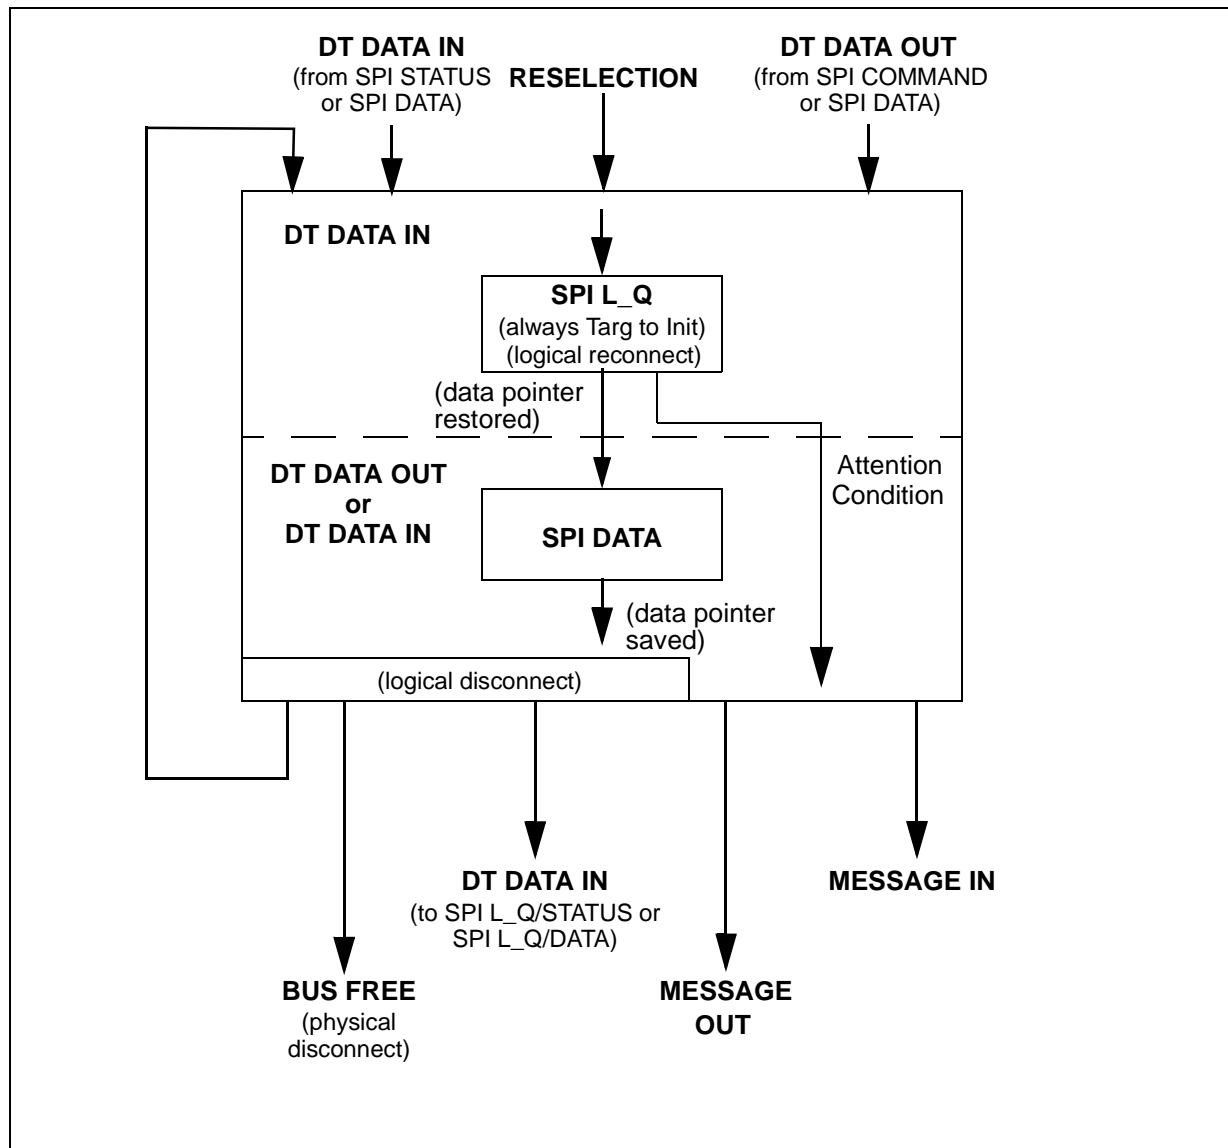 DT DATA IN
(from SPI STATUS
or SPI DATA)
RESELECTION
DT DATA OUT
(from SPI COMMAND
or SPI DATA)
DT DATA IN
SPI L_Q
(always Targ to Init)
(logical reconnect)
(data pointer
restored)
DT DATA OUT
or
DT DATA IN
Attention
Condition
SPI DATA
(data pointer
saved)
(logical disconnect)
DT DATA IN
(to SPI L_Q/STATUS or
SPI L_Q/DATA)
MESSAGE IN
BUS FREE
(physical
disconnect)
MESSAGE
OUT